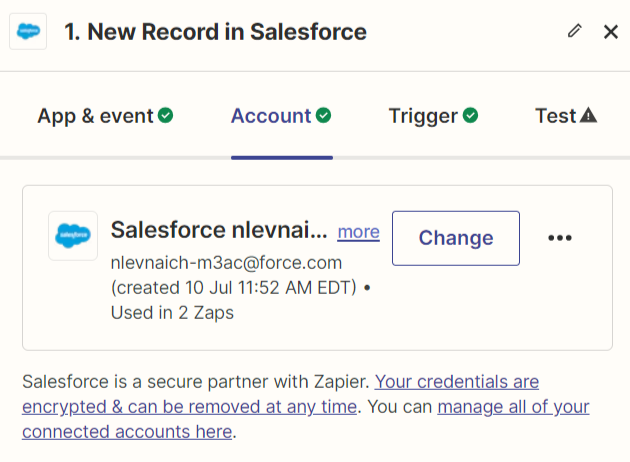 1. New Record in Salesforce
App & event Account Trigger Test
Salesforce nlevnai... more
Change
nlevnaich-m3ac@force.com
(created 10 Jul 11:52 AM EDT) •
Used in 2 Zaps
Salesforce is a secure partner with Zapier. Your credentials are
encrypted & can be removed at any time. You can manage all of your
connected accounts here.